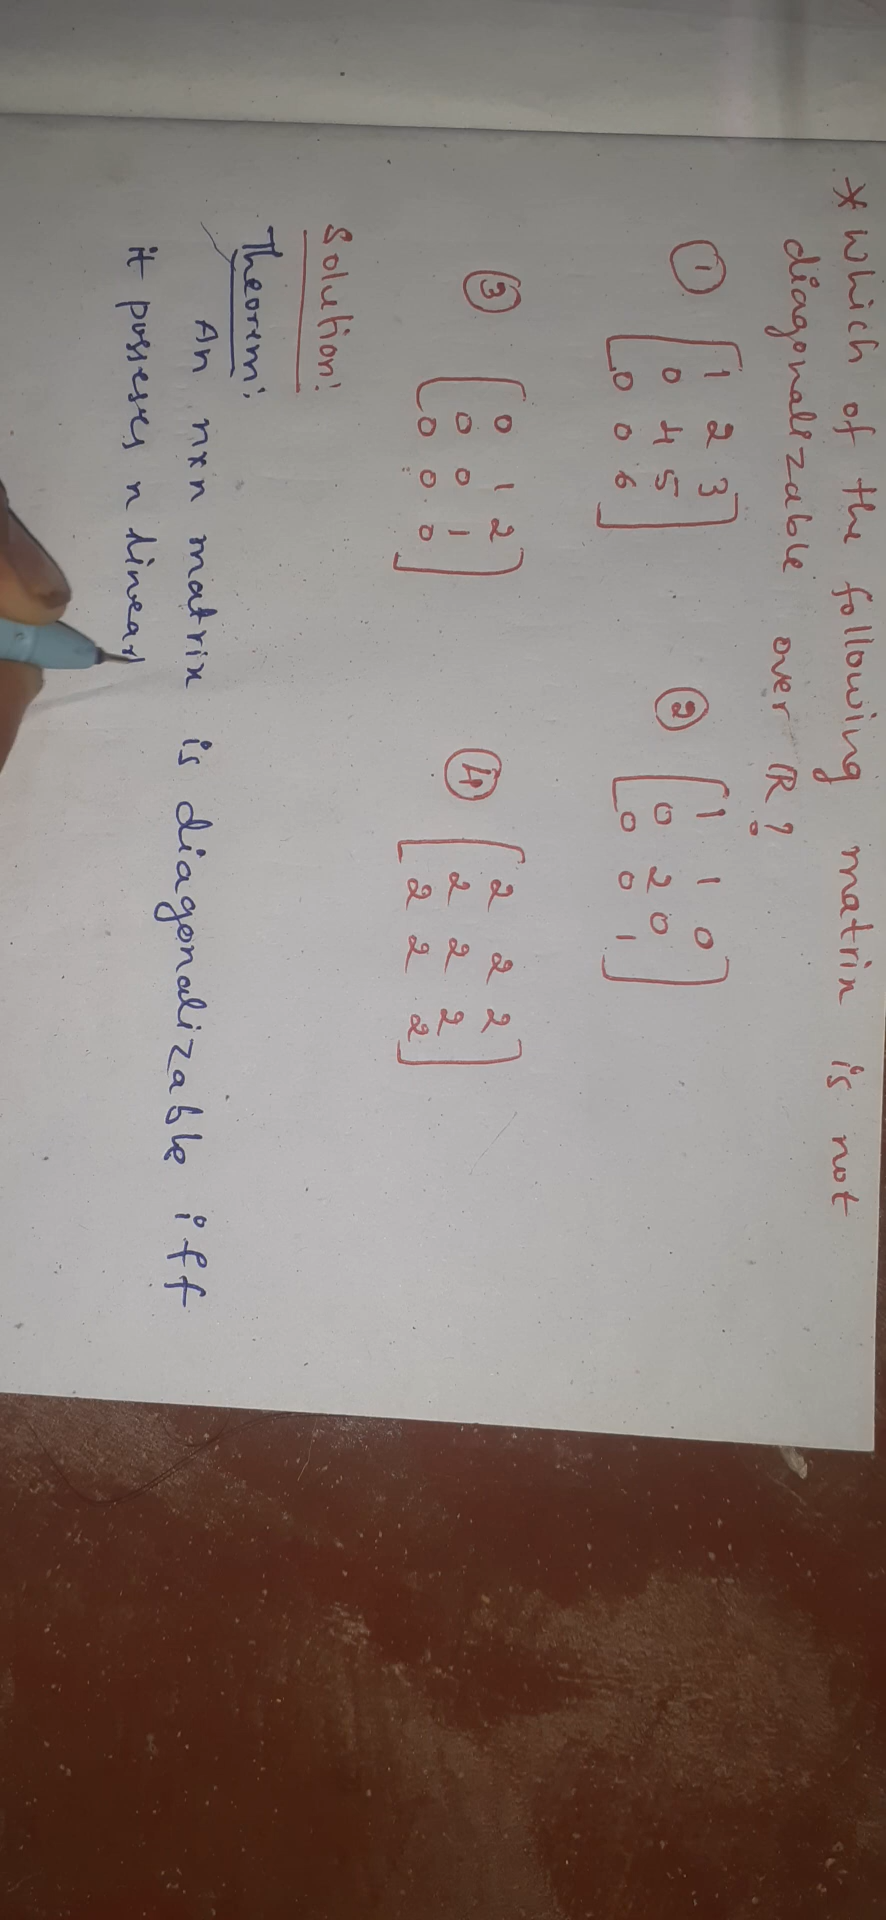 * Which of the following matrix is not
diagonalizable over ℝ?
① [1 2 3
0 4 5
0 0 6]
② [1 1 0
0 2 0
0 0 1]
③ [0 1 2
0 0 1
0 0 0]
④ [2 2 2
2 2 2
2 2 2]
Solution:
Theorem:
An nxn matrix is diagonalizable iff
it posseses n linear